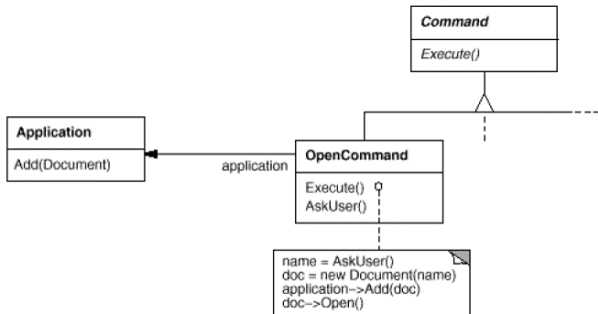 Command
Execute()
Application
Add(Document)
application
OpenCommand
Execute()
AskUser()
name = AskUser()
doc = new Document(name)
application->Add(doc)
doc->Open()